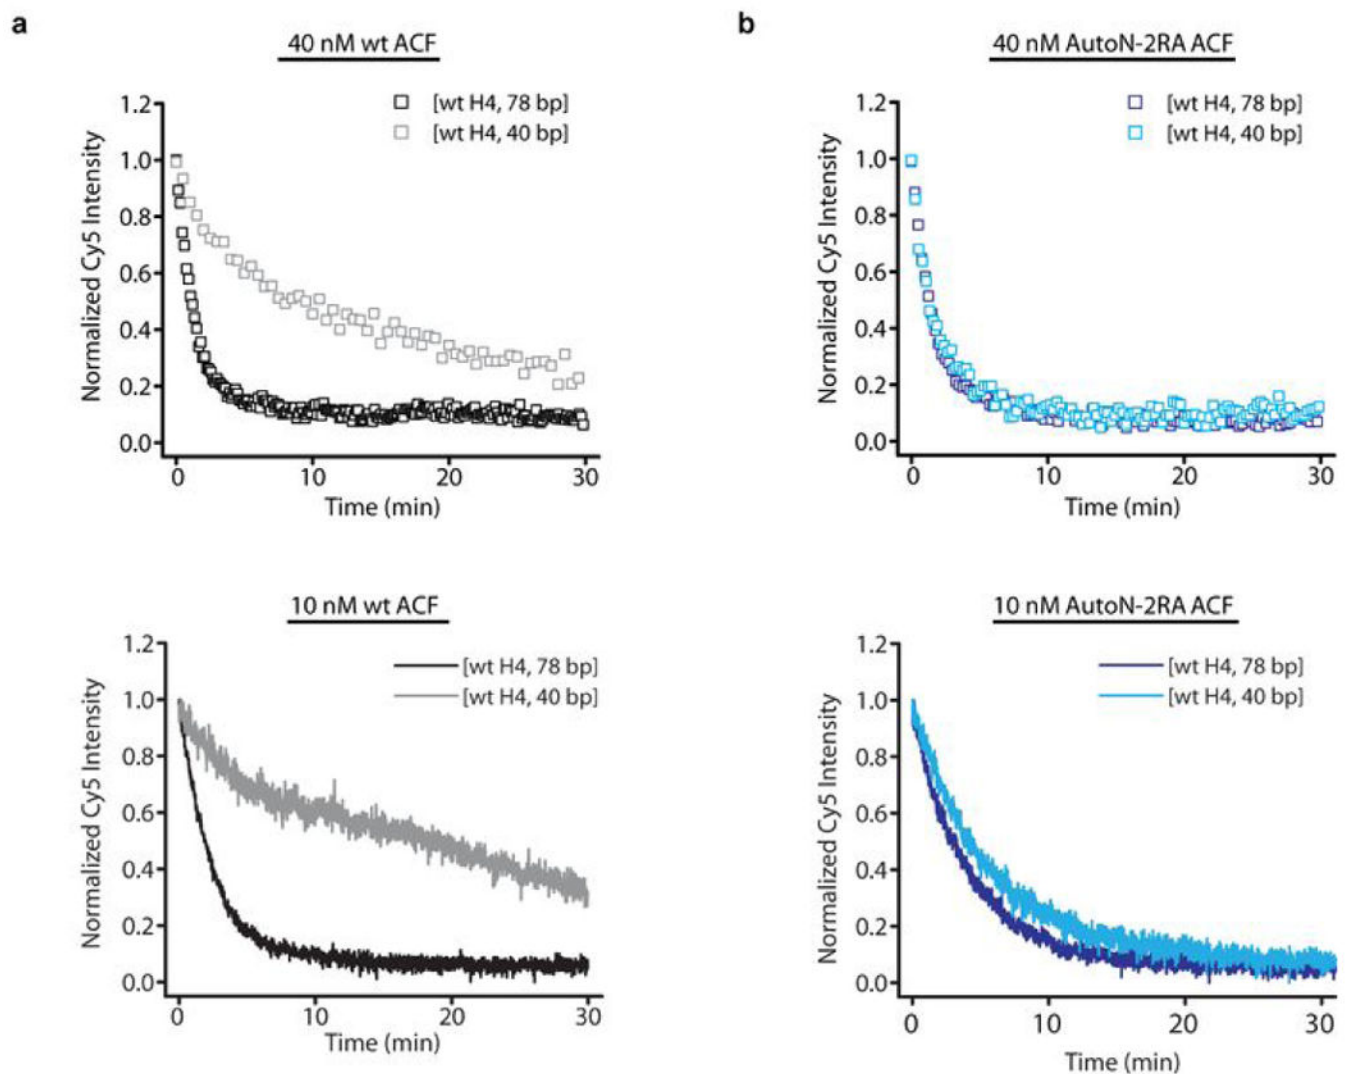 a
40 nM wt ACF
[wt H4, 78 bp]
[wt H4, 40 bp]
Normalized Cy5 Intensity
1.2
1.0
0.8
0.6
0.4
0.2
0.0
0 10 20 30
Time (min)
b
40 nM AutoN-2RA ACF
[wt H4, 78 bp]
[wt H4, 40 bp]
Normalized Cy5 Intensity
1.2
1.0
0.8
0.6
0.4
0.2
0.0
0 10 20 30
Time (min)
10 nM wt ACF
[wt H4, 78 bp]
[wt H4, 40 bp]
Normalized Cy5 Intensity
1.2
1.0
0.8
0.6
0.4
0.2
0.0
0 10 20 30
Time (min)
10 nM AutoN-2RA ACF
[wt H4, 78 bp]
[wt H4, 40 bp]
Normalized Cy5 Intensity
1.2
1.0
0.8
0.6
0.4
0.2
0.0
0 10 20 30
Time (min)